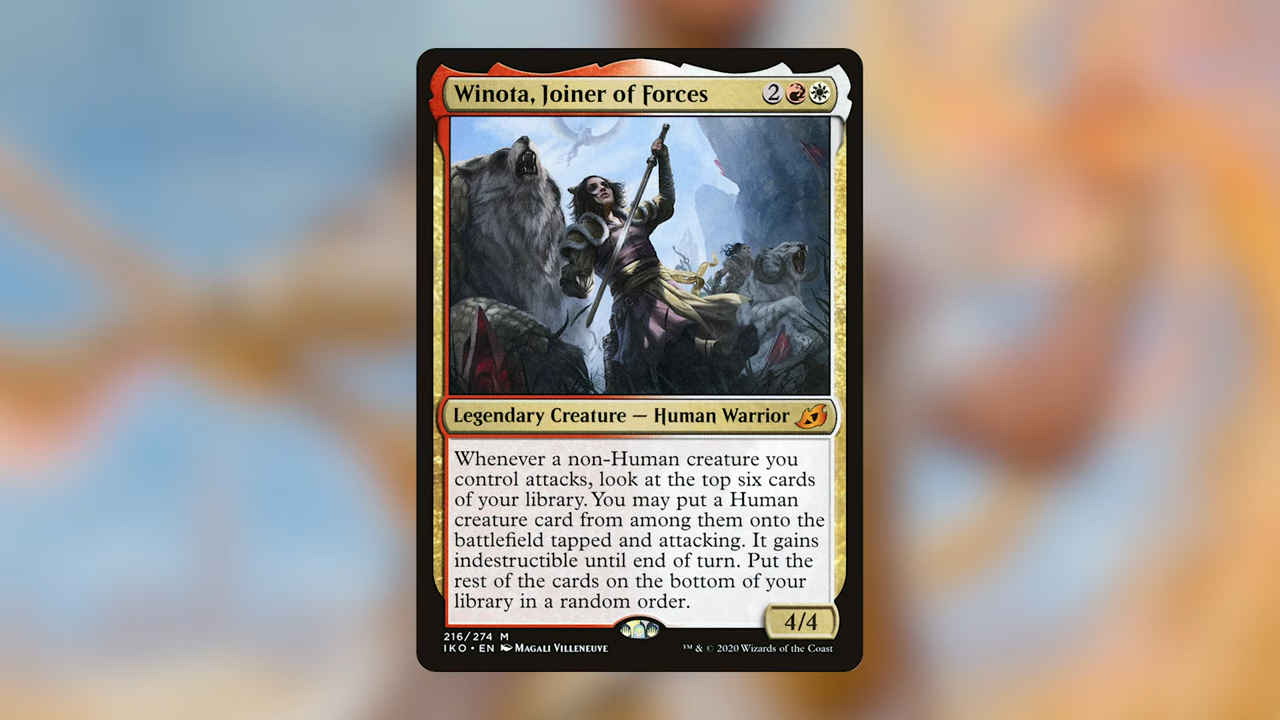 Winota, Joiner of Forces 2
Legendary Creature — Human Warrior
Whenever a non-Human creature you
control attacks, look at the top six cards
of your library. You may put a Human
creature card from among them onto the
battlefield tapped and attacking. It gains
indestructible until end of turn. Put the
rest of the cards on the bottom of your
library in a random order.
4/4
216/274 M
IKO • EN Magali Villeneuve
™ & © 2020 Wizards of the Coast